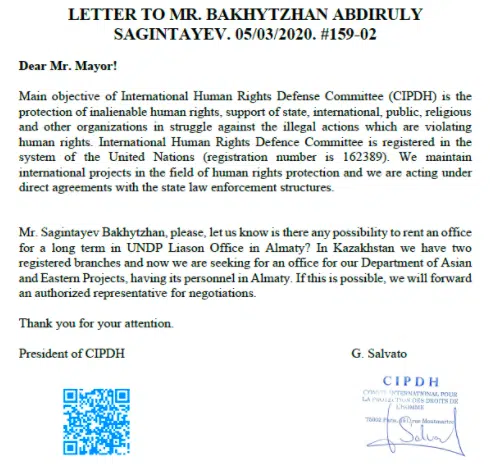 LETTER TO MR. BAKHYTZHAN ABDIRULY
SAGINTAYEV. 05/03/2020. #159-02
Dear Mr. Mayor!
Main objective of International Human Rights Defense Committee (CIPDH) is the
protection of inalienable human rights, support of state, international, public, religious
and other organizations in struggle against the illegal actions which are violating
human rights. International Human Rights Defence Committee is registered in the
system of the United Nations (registration number is 162389). We maintain
international projects in the field of human rights protection and we are acting under
direct agreements with the state law enforcement structures.
Mr. Sagintayev Bakhytzhan, please, let us know is there any possibility to rent an office
for a long term in UNDP Liason Office in Almaty? In Kazakhstan we have two
registered branches and now we are seeking for an office for our Department of Asian
and Eastern Projects, having its personnel in Almaty. If this is possible, we will forward
an authorized representative for negotiations.
Thank you for your attention.
President of CIPDH G. Salvato
CIPDH
COMITE INTERNATIONAL POUR
LA PROTECTION DES DROITS DE
L'HOMME
Paris, rue Montmartre